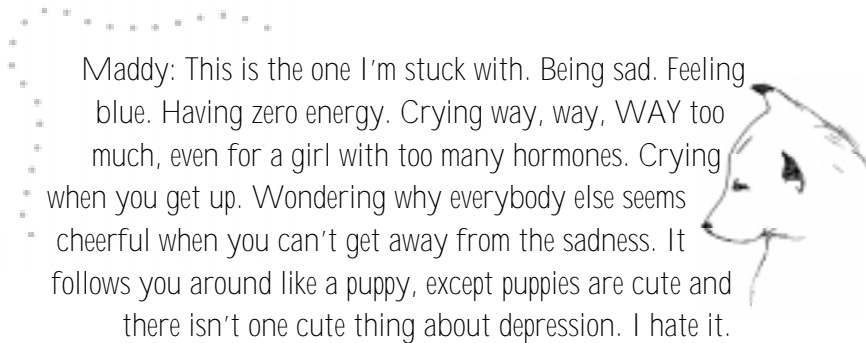 Maddy: This is the one I'm stuck with. Being sad. Feeling
blue. Having zero energy. Crying way, way, WAY too
much, even for a girl with too many hormones. Crying
when you get up. Wondering why everybody else seems
cheerful when you can't get away from the sadness. It
follows you around like a puppy, except puppies are cute and
there isn't one cute thing about depression. I hate it.